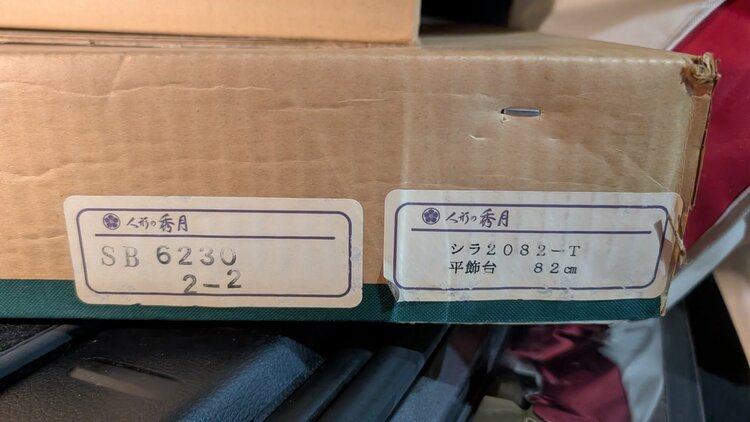 人形の秀月
SB 6230
2-2
人形の秀月
シラ2082-T
平飾台 82㎝